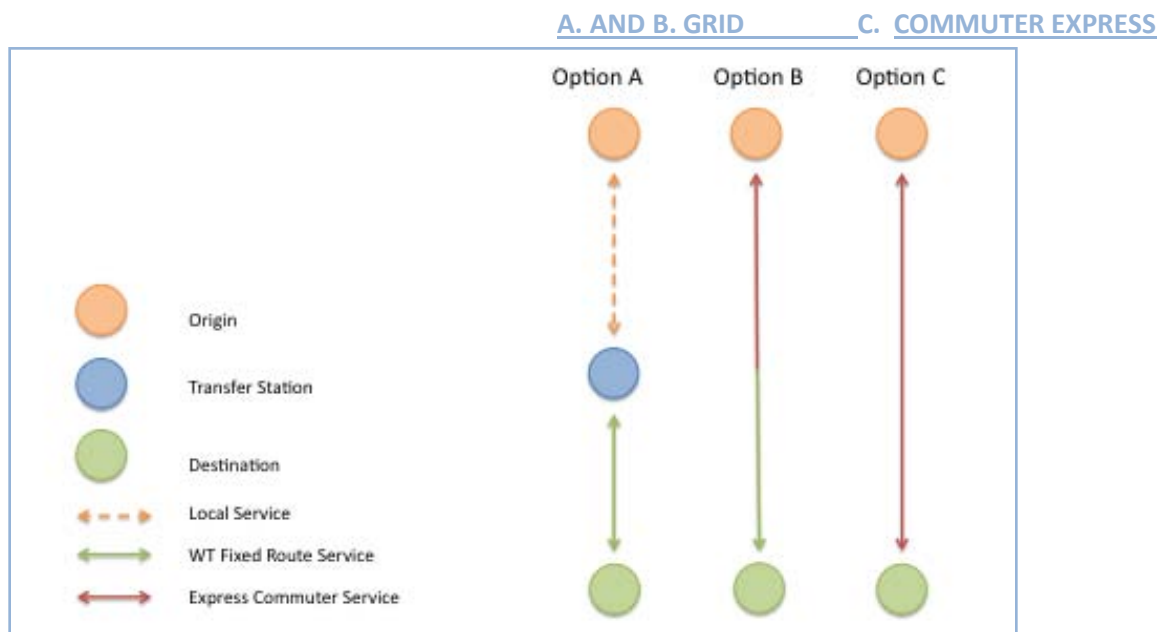 A. AND B. GRID C. COMMUTER EXPRESS
Option A Option B Option C
Origin
Transfer Station
Destination
Local Service
WT Fixed Route Service
Express Commuter Service